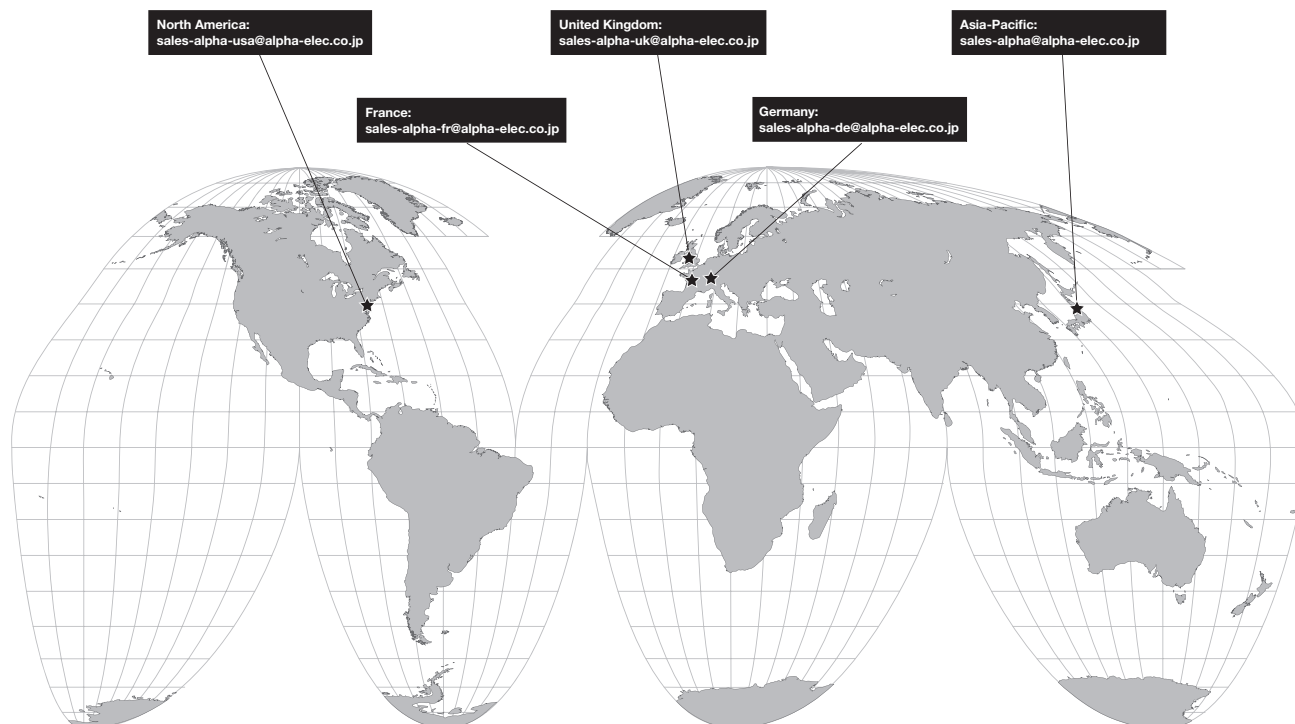 North America:
sales-alpha-usa@alpha-elec.co.jp
United Kingdom:
sales-alpha-uk@alpha-elec.co.jp
Asia-Pacific:
sales-alpha@alpha-elec.co.jp
France:
sales-alpha-fr@alpha-elec.co.jp
Germany:
sales-alpha-de@alpha-elec.co.jp